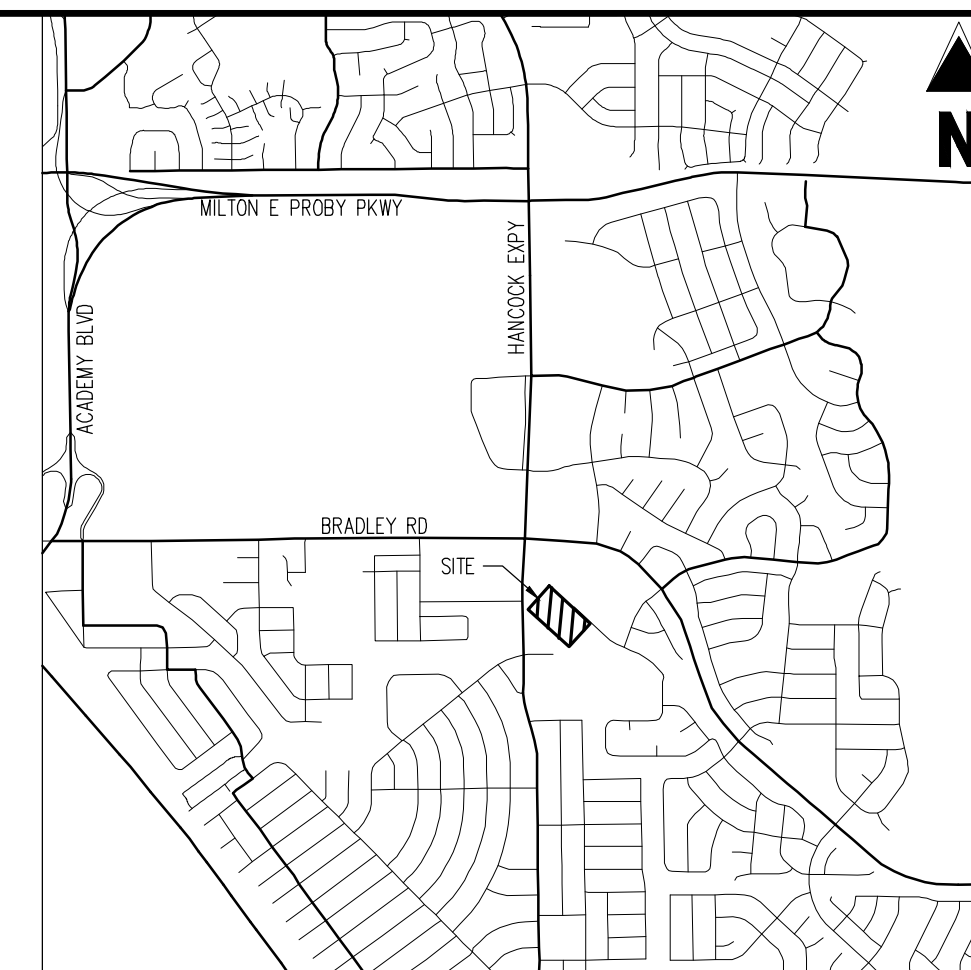 N
MILTON E PROBY PKWY
HANCOCK EXPY
ACADEMY BLVD
BRADLEY RD
SITE